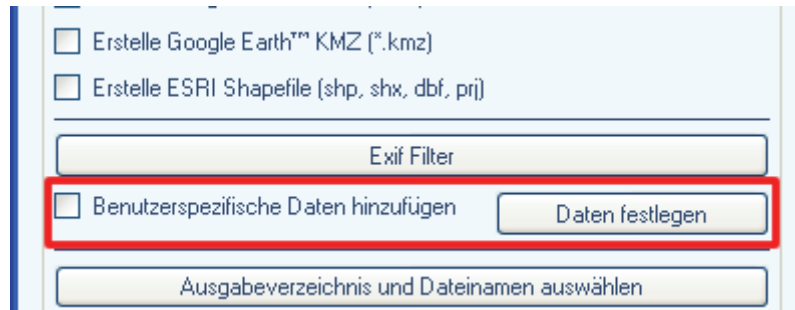 Erstelle Google Earth™ KMZ (*.kmz)
Erstelle ESRI Shapefile (shp, shx, dbf, prj)
Exif Filter
Benutzerspezifische Daten hinzufügen
Daten festlegen
Ausgabeverzeichnis und Dateinamen auswählen